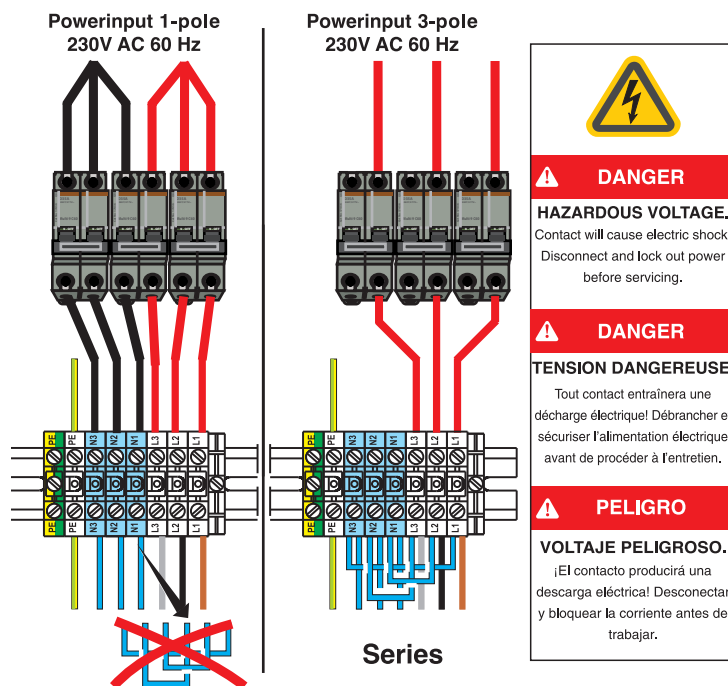 Powerinput 1-pole
230V AC 60 Hz
Powerinput 3-pole
230V AC 60 Hz
PE
PE
N3
N2
N1
L3
L2
L1
PE
PE
N3
N2
N1
L3
L2
L1
PE
PE
N3
N2
N1
L3
L2
L1
PE
PE
N3
N2
N1
L3
L2
L1
Series
DANGER
HAZARDOUS VOLTAGE.
Contact will cause electric shock
Disconnect and lock out power
before servicing.
DANGER
TENSION DANGEREUSE
Tout contact entraînera une
décharge électrique! Débrancher e
sécuriser l'alimentation électrique
avant de procéder à l'entretien.
PELIGRO
VOLTAJE PELIGROSO.
¡El contacto producirá una
descarga eléctrica! Desconectar
y bloquear la corriente antes de
trabajar.